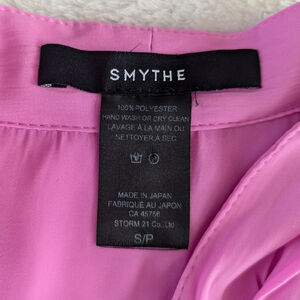 SMYTHE
100% POLYESTER
HAND WASH OR DRY CLEAN
LAVAGE À LA MAIN OU
NETTOYER À SEC
MADE IN JAPAN
FABRIQUÉ AU JAPON
CA 45756
STORM 21 Co.,Ltd
S/P